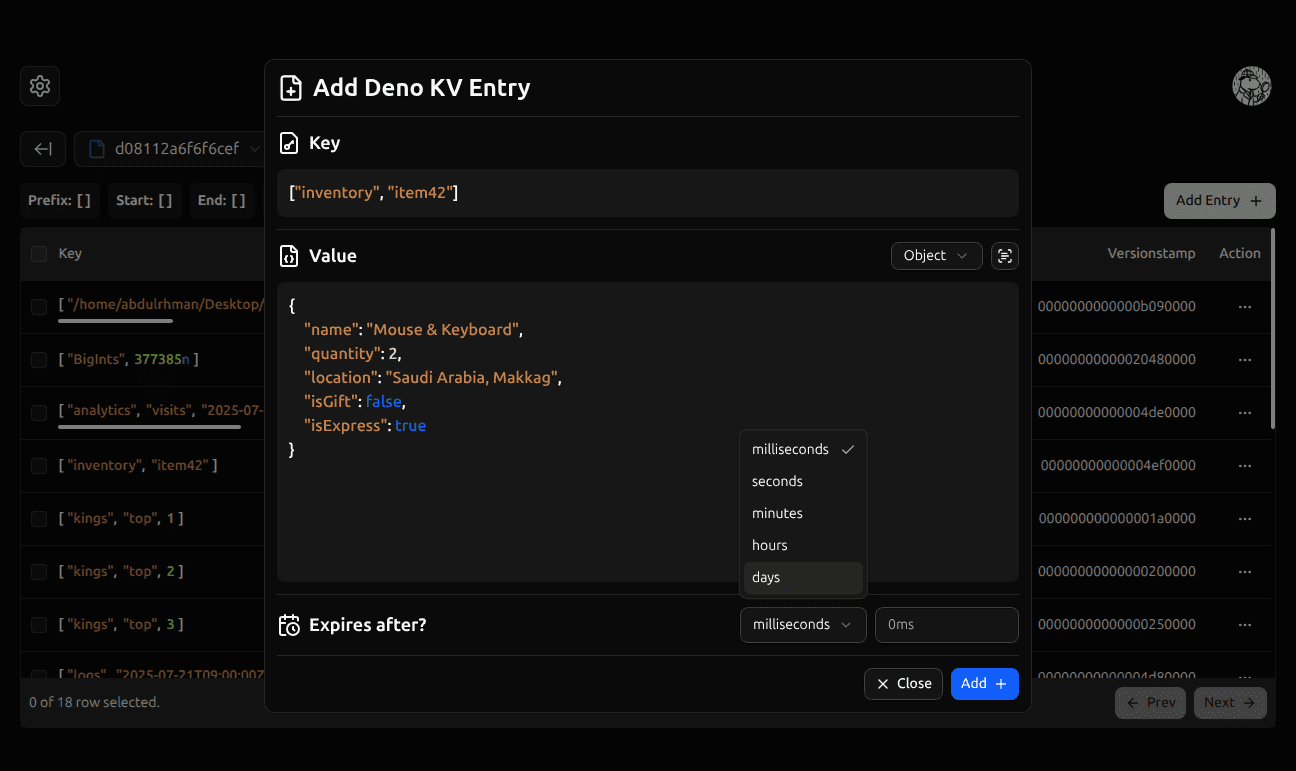 Add Deno KV Entry
Key
["inventory", "item42"]
d08112a6f6f6cef
Prefix: []
Start: []
End: []
Add Entry
Value
Object
{
"name": "Mouse & Keyboard",
"quantity": 2,
"location": "Saudi Arabia, Makkag",
"isGift": false,
"isExpress": true
}
milliseconds
seconds
minutes
hours
days
Expires after?
milliseconds
0ms
Close
Add
Key
Versionstamp
Action
[ "/home/abdulrhman/Desktop/
0000000000000b090000
[ "BigInts", 377385n ]
00000000000020480000
[ "analytics", "visits", "2025-07-
0000000000004de0000
[ "inventory", "item42" ]
00000000000004ef0000
[ "kings", "top", 1 ]
000000000000001a0000
[ "kings", "top", 2 ]
00000000000000200000
[ "kings", "top", 3 ]
00000000000000250000
[ "logs", "2025-07-21T09:00:00Z
00000000000004d80000
0 of 18 row selected.
Prev
Next